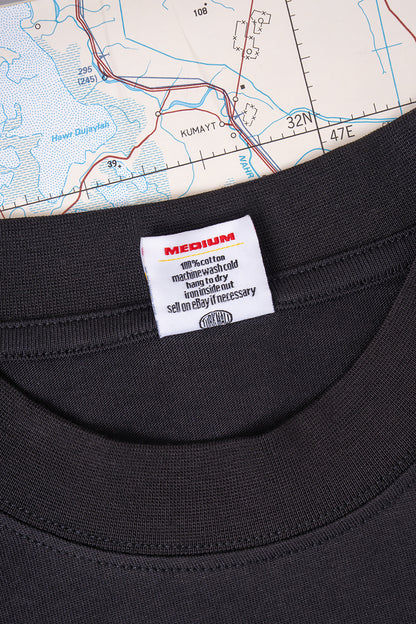 108
295
(245)
Hawr Dujaylah
KUMAYT
32N
47E
NAHR
39
MEDIUM
100% cotton
machine wash cold
hang to dry
iron inside out
sell on eBay if necessary